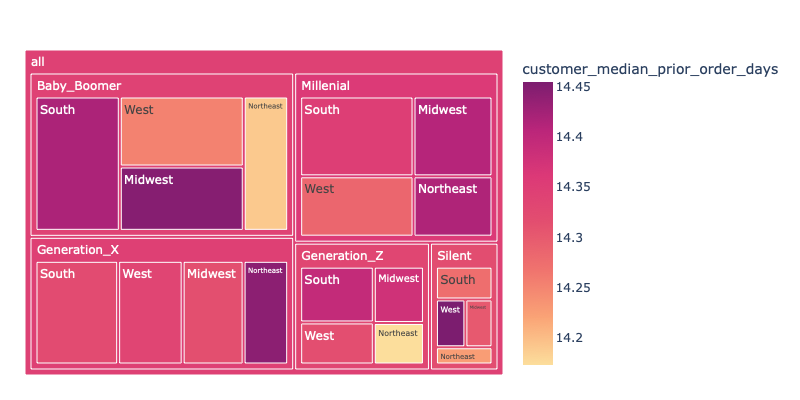 all
Baby_Boomer
South
West
Northeast
Midwest
Millenial
South
Midwest
West
Northeast
Generation_X
South
West
Midwest
Northeast
Generation_Z
South
Midwest
West
Northeast
Silent
South
West
Midwest
Northeast
customer_median_prior_order_days
14.45
14.4
14.35
14.3
14.25
14.2